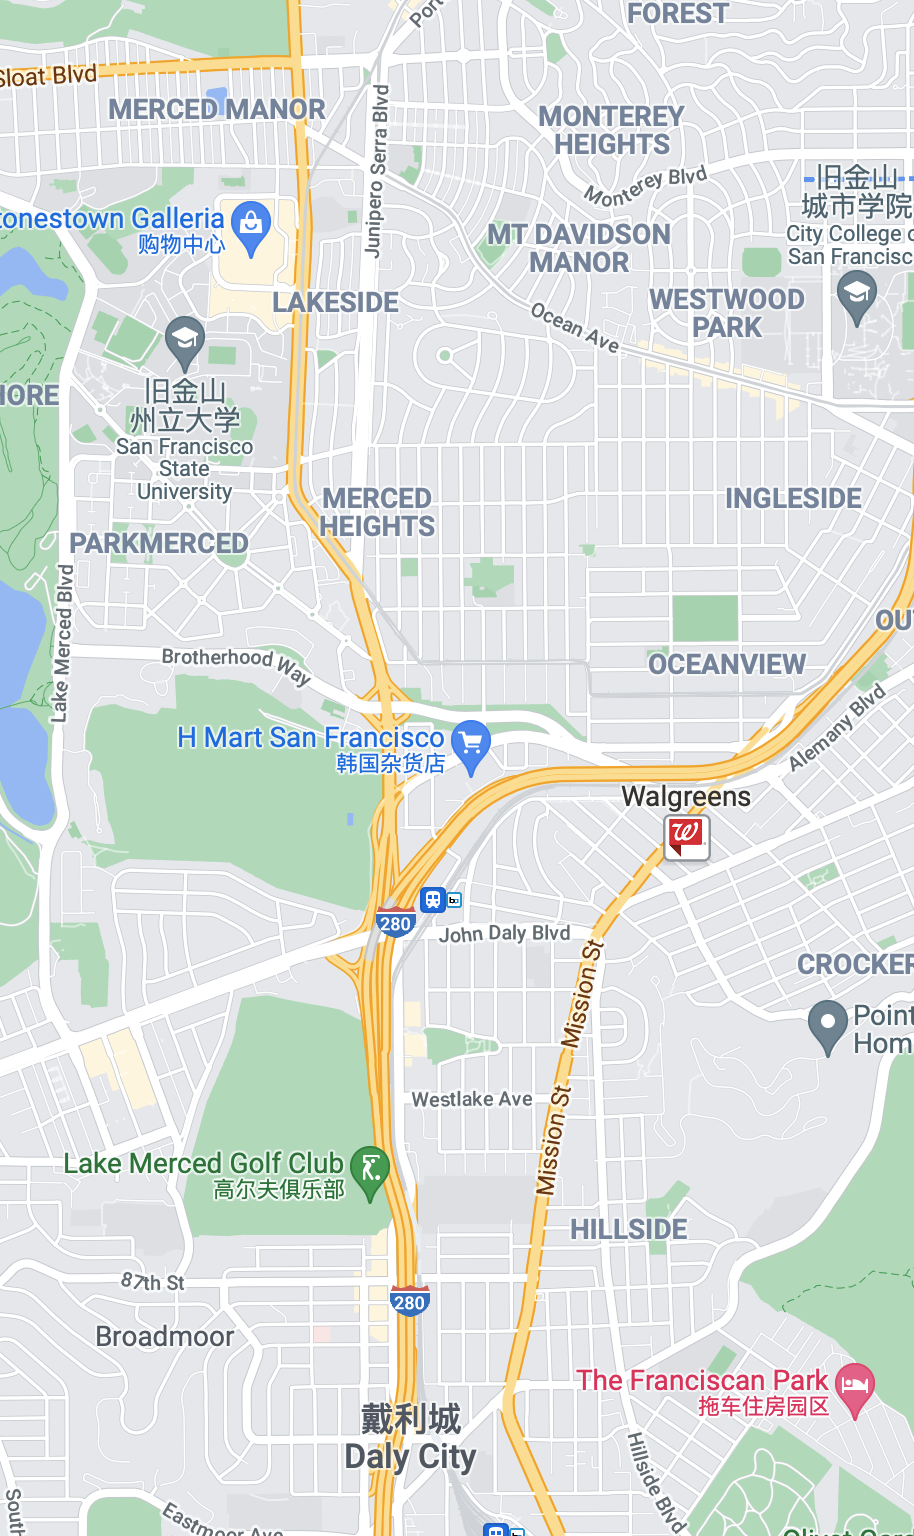 FOREST
Port
Sloat Blvd
MERCED MANOR
Junipero Serra Blvd
MONTEREY
HEIGHTS
Monterey Blvd
旧金山
城市学院
City College o
San Francisc
tonestown Galleria
购物中心
MT DAVIDSON
MANOR
LAKESIDE
WESTWOOD
PARK
Ocean Ave
HORE
旧金山
州立大学
San Francisco
State
University
MERCED
HEIGHTS
INGLESIDE
PARKMERCED
Lake Merced Blvd
OUT
Brotherhood Way
OCEANVIEW
Alemany Blvd
H Mart San Francisco
韩国杂货店
Walgreens
W
280
John Daly Blvd
Mission St
CROCKER
Point
Hom
Westlake Ave
Mission St
Lake Merced Golf Club
高尔夫俱乐部
HILLSIDE
87th St
280
Broadmoor
The Franciscan Park
拖车住房园区
戴利城
Daly City
Hillside Blvd
South
Eastmoor Ave